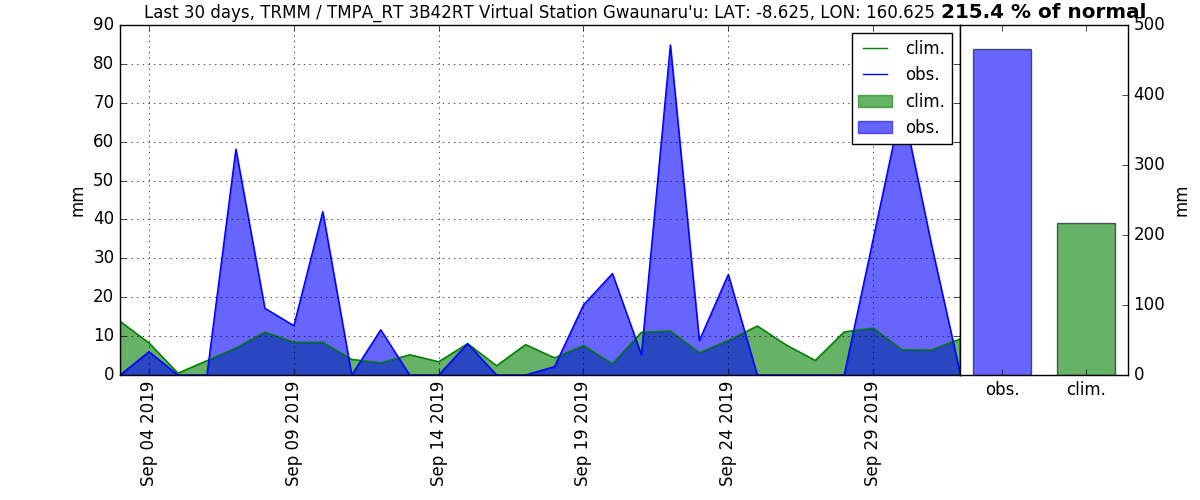 Last 30 days, TRMM / TMPA_RT 3B42RT Virtual Station Gwaunaru'u: LAT: -8.625, LON: 160.625 215.4 % of normal
90
80
70
60
50
40
30
20
10
0
mm
clim.
obs.
clim.
obs.
Sep 04 2019
Sep 09 2019
Sep 14 2019
Sep 19 2019
Sep 24 2019
Sep 29 2019
500
400
300
200
100
0
mm
obs. clim.